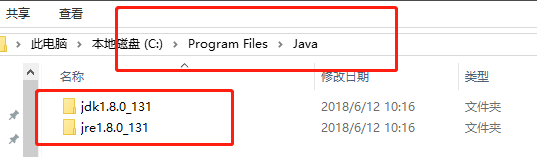 共享 查看
此电脑 > 本地磁盘 (C:) > Program Files > Java
名称 修改日期 类型
jdk1.8.0_131 2018/6/12 10:16 文件夹
jre1.8.0_131 2018/6/12 10:16 文件夹